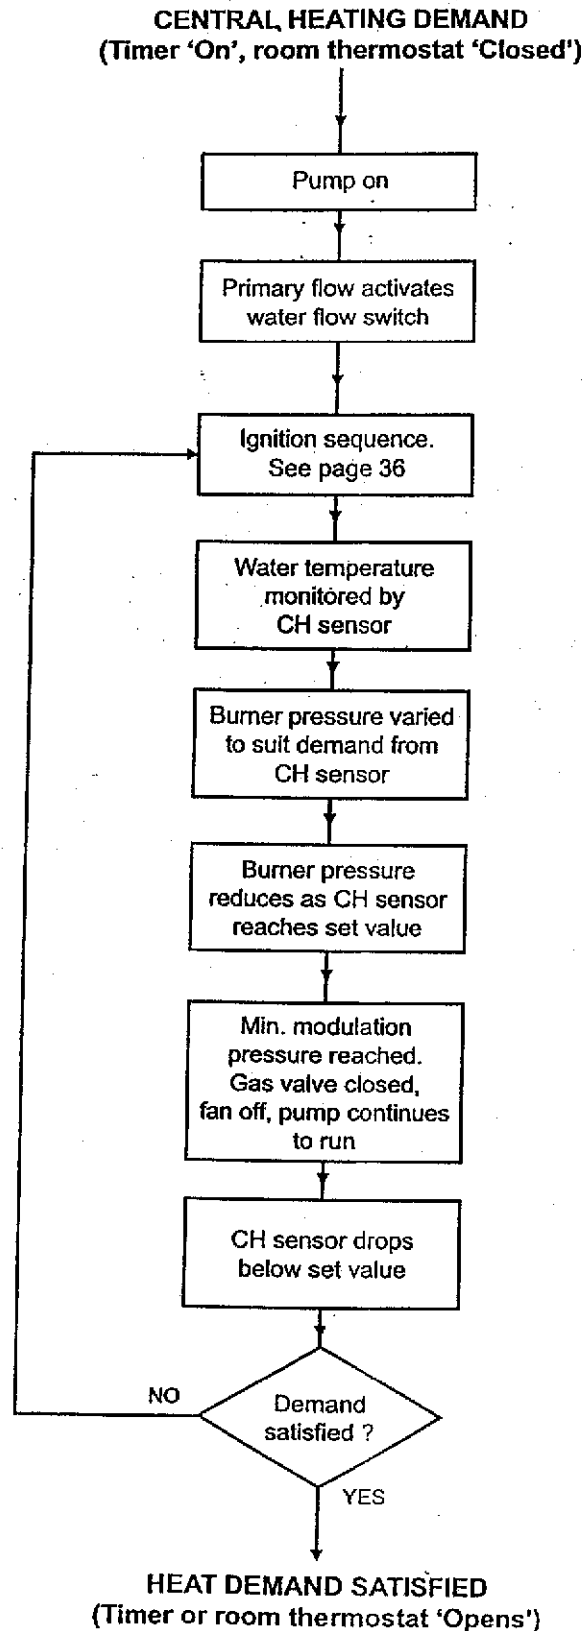 CENTRAL HEATING DEMAND
(Timer ‘On’, room thermostat ‘Closed’)
Pump on
Primary flow activates
water flow switch
Ignition sequence.
See page 36
Water temperature
monitored by
CH sensor
Burner pressure varied
to suit demand from
CH sensor
Burner pressure
reduces as CH sensor
reaches set value
Min. modulation
pressure reached.
Gas valve closed,
fan off, pump continues
to run
CH sensor drops
below set value
NO
Demand
satisfied ?
YES
HEAT DEMAND SATISFIED
(Timer or room thermostat ‘Opens’)